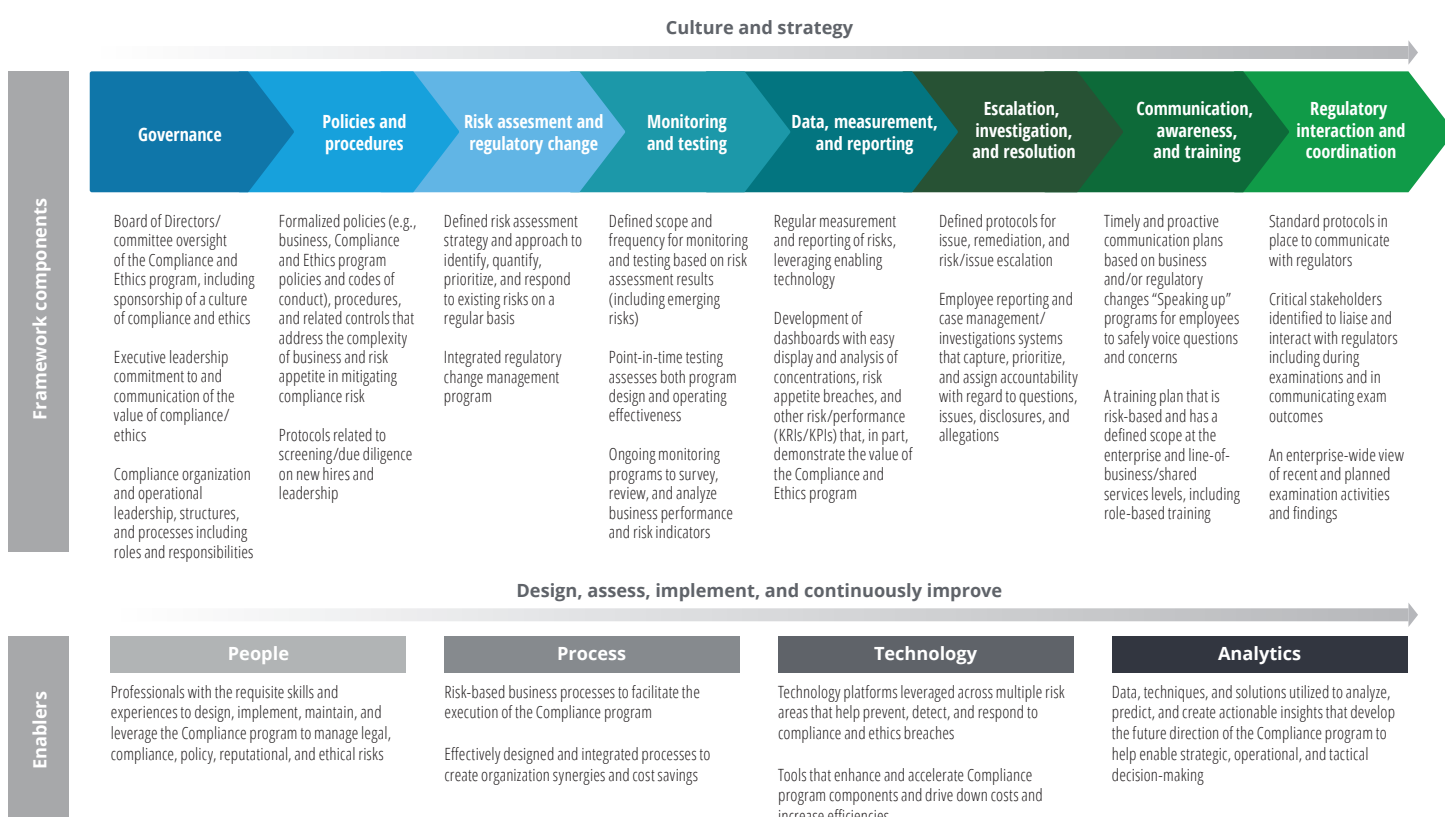 Culture and strategy
Framework components
Governance
Policies and
procedures
Risk assesment and
regulatory change
Monitoring
and testing
Data, measurement,
and reporting
Escalation,
investigation,
and resolution
Communication,
awareness,
and training
Regulatory
interaction and
coordination
Board of Directors/
committee oversight
of the Compliance and
Ethics program, including
sponsorship of a culture
of compliance and ethics
Executive leadership
commitment to and
communication of the
value of compliance/
ethics
Compliance organization
and operational
leadership, structures,
and processes including
roles and responsibilities
Formalized policies (e.g.,
business, Compliance
and Ethics program
policies and codes of
conduct), procedures,
and related controls that
address the complexity
of business and risk
appetite in mitigating
compliance risk
Protocols related to
screening/due diligence
on new hires and
leadership
Defined risk assessment
strategy and approach to
identify, quantify,
prioritize, and respond
to existing risks on a
regular basis
Integrated regulatory
change management
program
Defined scope and
frequency for monitoring
and testing based on risk
assessment results
(including emerging
risks)
Point-in-time testing
assesses both program
design and operating
effectiveness
Ongoing monitoring
programs to survey,
review, and analyze
business performance
and risk indicators
Regular measurement
and reporting of risks,
leveraging enabling
technology
Development of
dashboards with easy
display and analysis of
concentrations, risk
appetite breaches, and
other risk/performance
(KRIs/KPIs) that, in part,
demonstrate the value of
the Compliance and
Ethics program
Defined protocols for
issue, remediation, and
risk/issue escalation
Employee reporting and
case management/
investigations systems
that capture, prioritize,
and assign accountability
with regard to questions,
issues, disclosures, and
allegations
Timely and proactive
communication plans
based on business
and/or regulatory
changes “Speaking up”
programs for employees
to safely voice questions
and concerns
A training plan that is
risk-based and has a
defined scope at the
enterprise and line-of-
business/shared
services levels, including
role-based training
Standard protocols in
place to communicate
with regulators
Critical stakeholders
identified to liaise and
interact with regulators
including during
examinations and in
communicating exam
outcomes
An enterprise-wide view
of recent and planned
examination activities
and findings
Design, assess, implement, and continuously improve
Enablers
People
Professionals with the requisite skills and
experiences to design, implement, maintain, and
leverage the Compliance program to manage legal,
compliance, policy, reputational, and ethical risks
Process
Risk-based business processes to facilitate the
execution of the Compliance program
Effectively designed and integrated processes to
create organization synergies and cost savings
Technology
Technology platforms leveraged across multiple risk
areas that help prevent, detect, and respond to
compliance and ethics breaches
Tools that enhance and accelerate Compliance
program components and drive down costs and
increase efficiencies
Analytics
Data, techniques, and solutions utilized to analyze,
predict, and create actionable insights that develop
the future direction of the Compliance program to
help enable strategic, operational, and tactical
decision-making